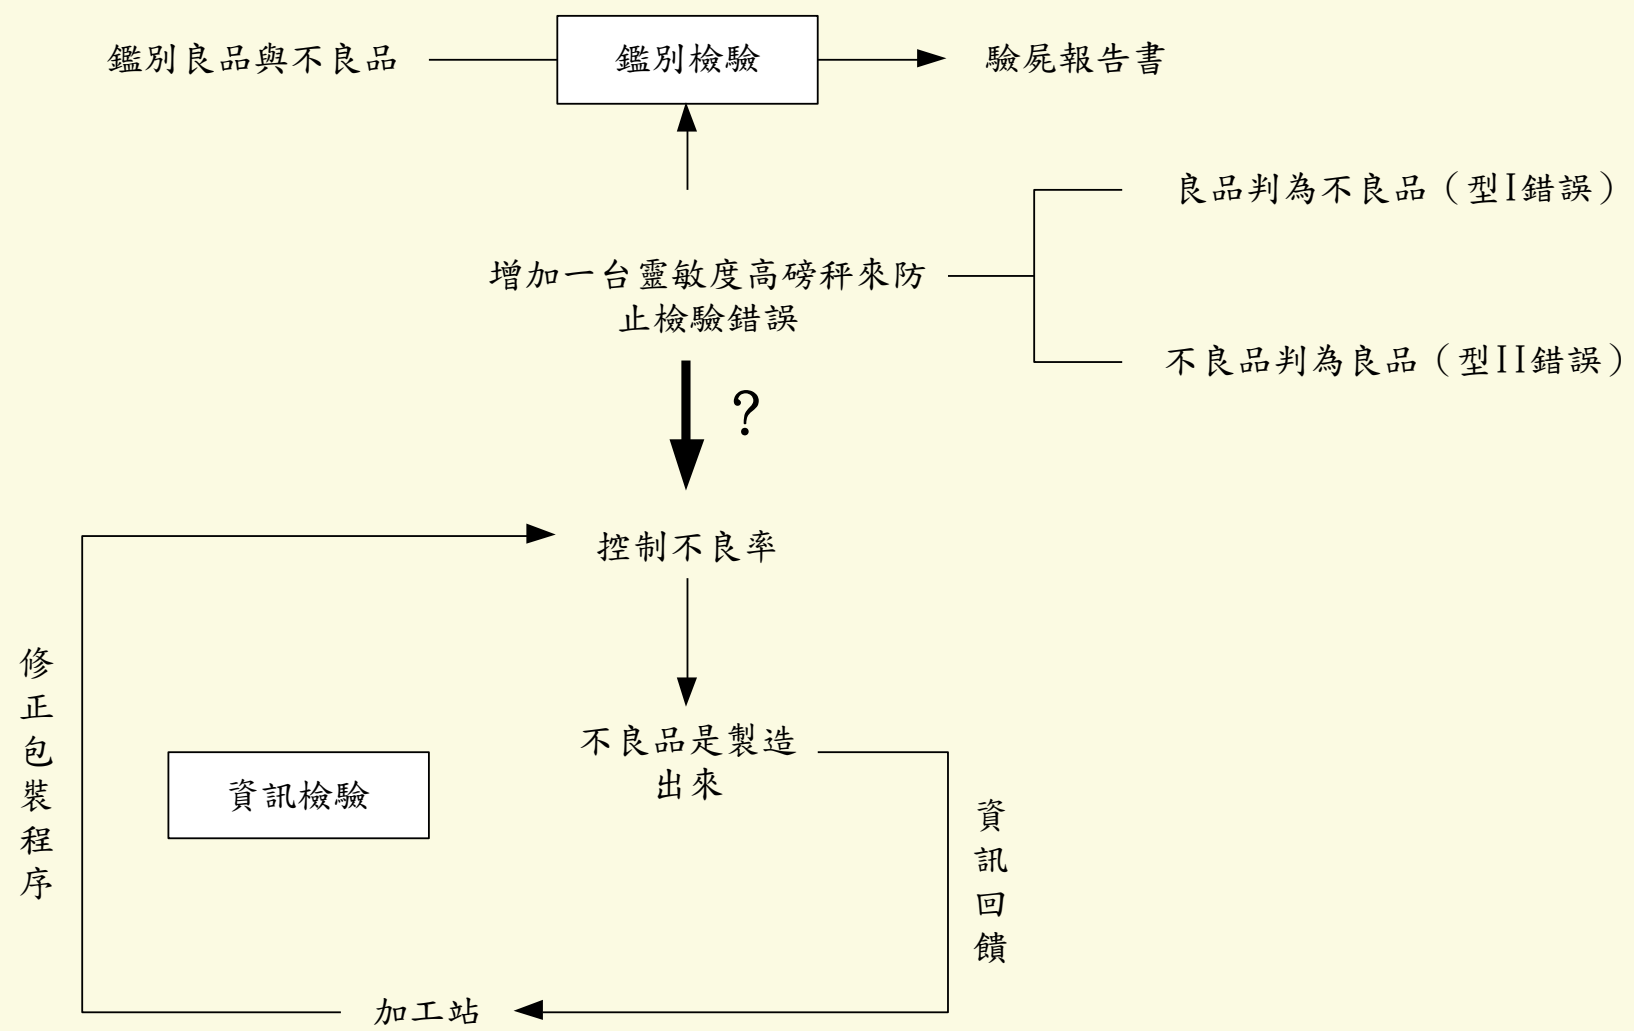 鑑別良品與不良品
鑑別檢驗
驗屍報告書
良品判為不良品（型I錯誤）
增加一台靈敏度高磅秤來防
止檢驗錯誤
不良品判為良品（型II錯誤）
？
控制不良率
修正包裝程序
不良品是製造
出來
資訊檢驗
資訊回饋
加工站